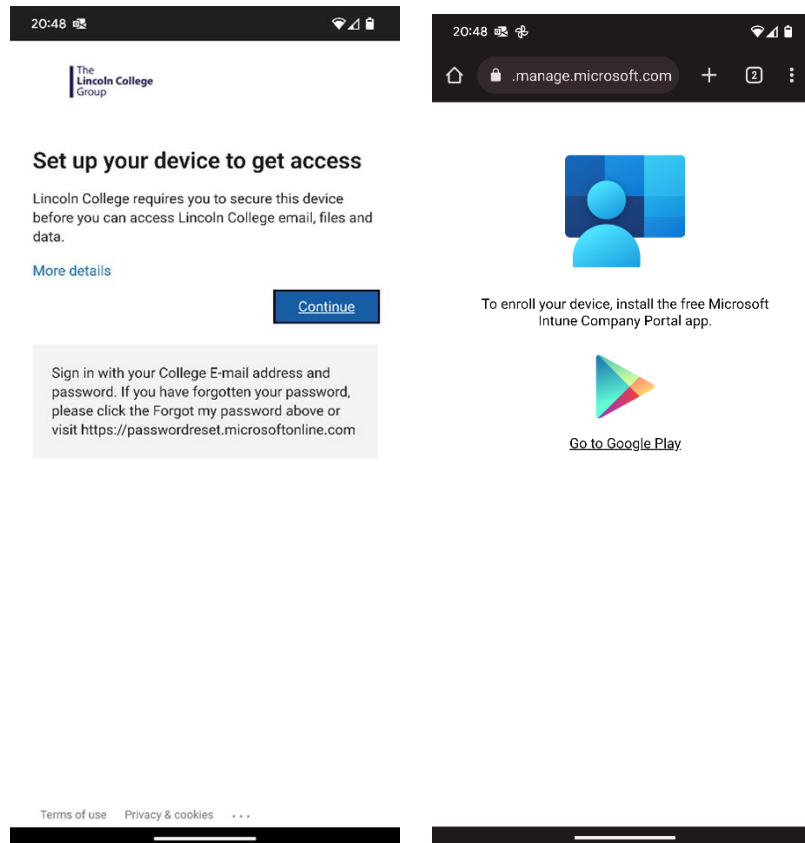 20:48
The
Lincoln College
Group
Set up your device to get access
Lincoln College requires you to secure this device
before you can access Lincoln College email, files and
data.
More details
Continue
Sign in with your College E-mail address and
password. If you have forgotten your password,
please click the Forgot my password above or
visit https://passwordreset.microsoftonline.com
Terms of use Privacy & cookies ...
20:48
.manage.microsoft.com
2
To enroll your device, install the free Microsoft
Intune Company Portal app.
Go to Google Play